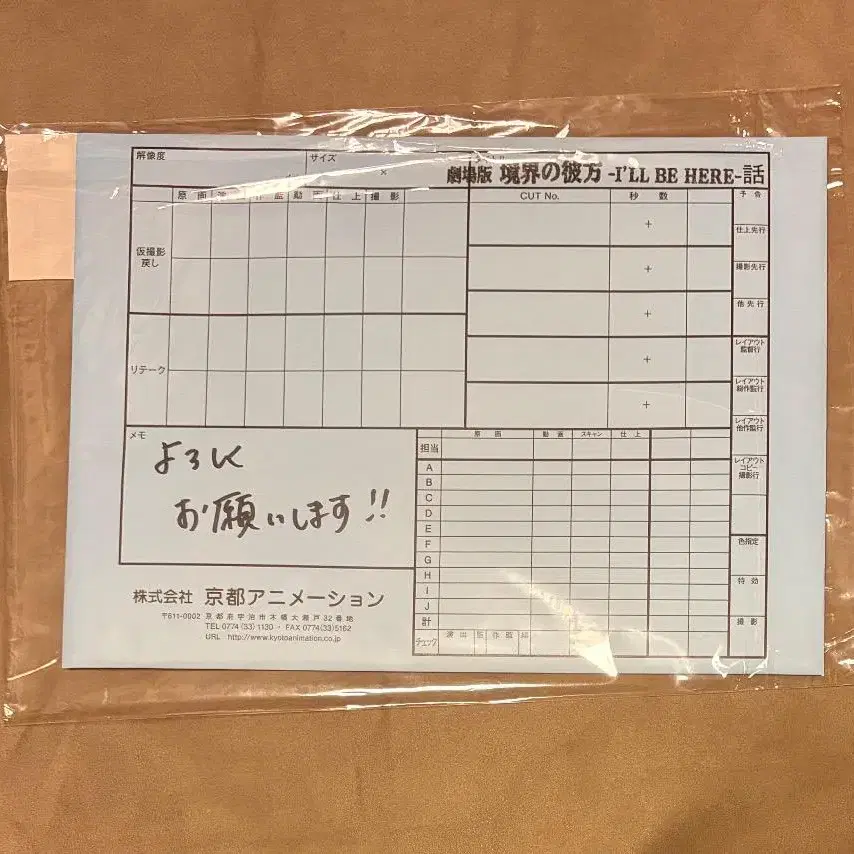 解像度
サイズ
×
劇場版 境界の彼方 -I'LL BE HERE- 話
原画 作監 動画 仕上 撮影
CUT No. 秒数
予告
仮撮影
戻し
+
仕上先行
+
撮影先行
+
他先行
リテーク
+
レイアウト
監督行
+
レイアウト
総作監行
レイアウト
他作監行
メモ
よろしく
お願いします!!
原画 動画 スキャン 仕上
担当
レイアウト
コピー
撮影行
A
B
C
D
E
F
G
H
I
J
計
チェック 演出 監 作監 総
色指定
特効
撮影
株式会社 京都アニメーション
〒611-0002 京都府宇治市木幡大瀬戸32番地
TEL 0774(33)1130・FAX 0774(33)5162
URL http://www.kyotoanimation.co.jp